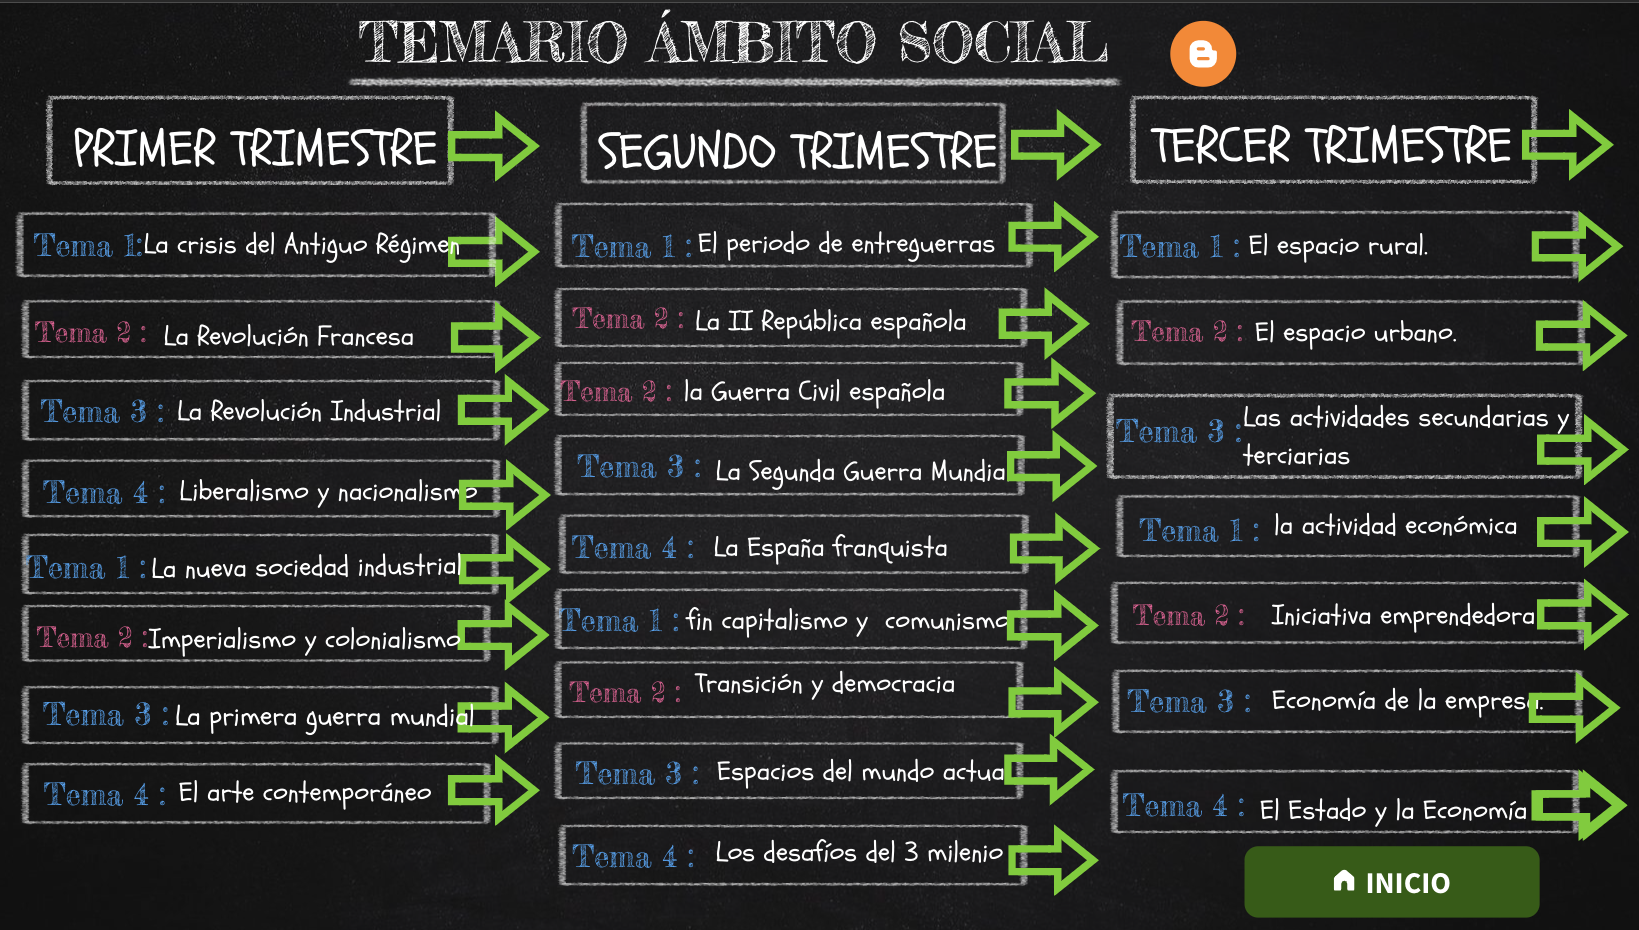 TEMARIO ÁMBITO SOCIAL
PRIMER TRIMESTRE
Tema 1: La crisis del Antiguo Régimen
Tema 2 : La Revolución Francesa
Tema 3 : La Revolución Industrial
Tema 4 : Liberalismo y nacionalismo
Tema 1 : La nueva sociedad industrial
Tema 2 : Imperialismo y colonialismo
Tema 3 : La primera guerra mundial
Tema 4 : El arte contemporáneo
SEGUNDO TRIMESTRE
Tema 1 : El periodo de entreguerras
Tema 2 : La II República española
Tema 2 : la Guerra Civil española
Tema 3 : La Segunda Guerra Mundia
Tema 4 : La España franquista
Tema 1 : fin capitalismo y comunismo
Tema 2 : Transición y democracia
Tema 3 : Espacios del mundo actua
Tema 4 : Los desafíos del 3 milenio
TERCER TRIMESTRE
Tema 1 : El espacio rural.
Tema 2 : El espacio urbano.
Tema 3 : Las actividades secundarias y
terciarias
Tema 1 : la actividad económica
Tema 2 : Iniciativa emprendedora
Tema 3 : Economía de la empresa.
Tema 4 : El Estado y la Economía
INICIO